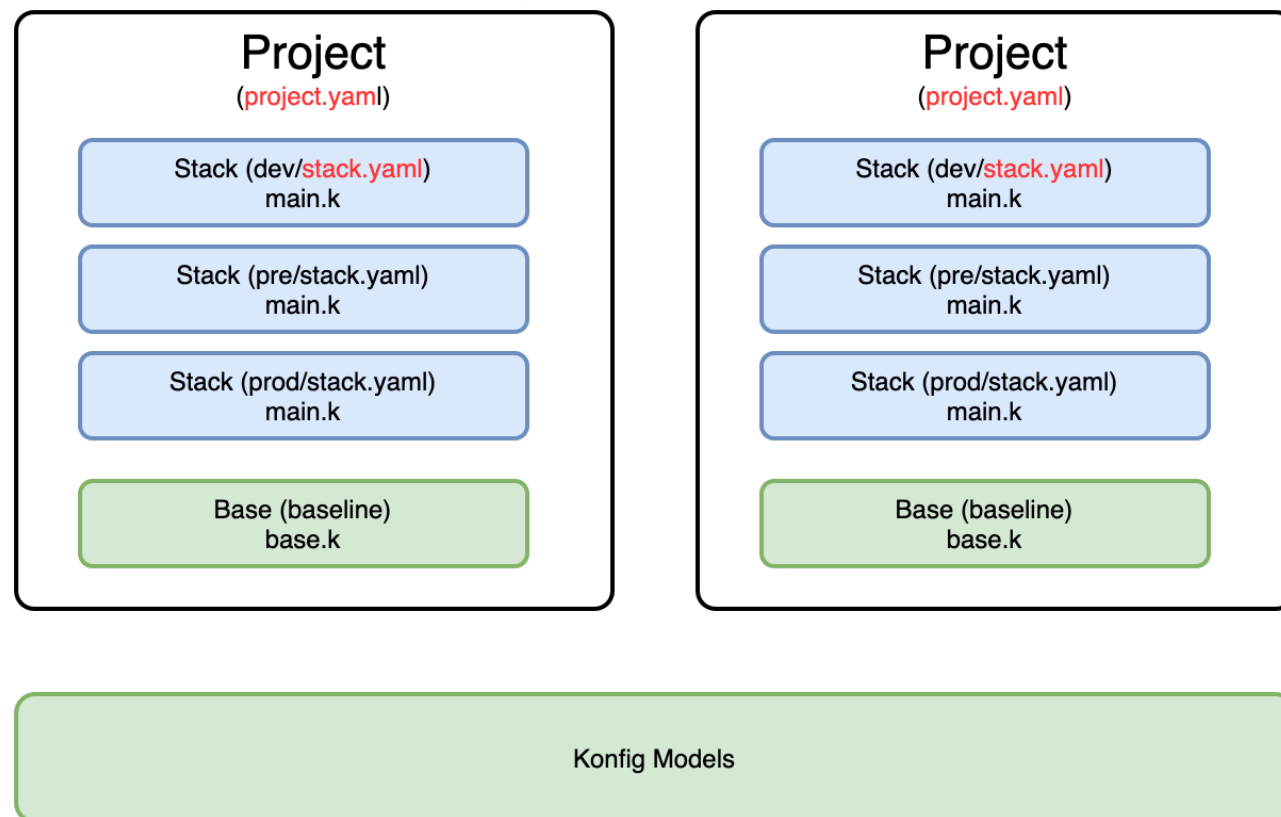 Project
(project.yaml)
Stack (dev/stack.yaml)
main.k
Stack (pre/stack.yaml)
main.k
Stack (prod/stack.yaml)
main.k
Base (baseline)
base.k
Project
(project.yaml)
Stack (dev/stack.yaml)
main.k
Stack (pre/stack.yaml)
main.k
Stack (prod/stack.yaml)
main.k
Base (baseline)
base.k
Konfig Models